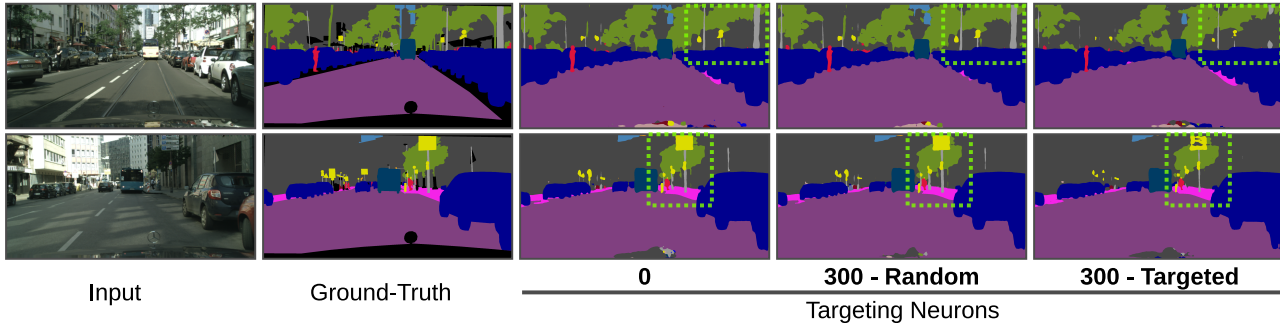 Input
Ground-Truth
0
300 - Random
300 - Targeted
Targeting Neurons